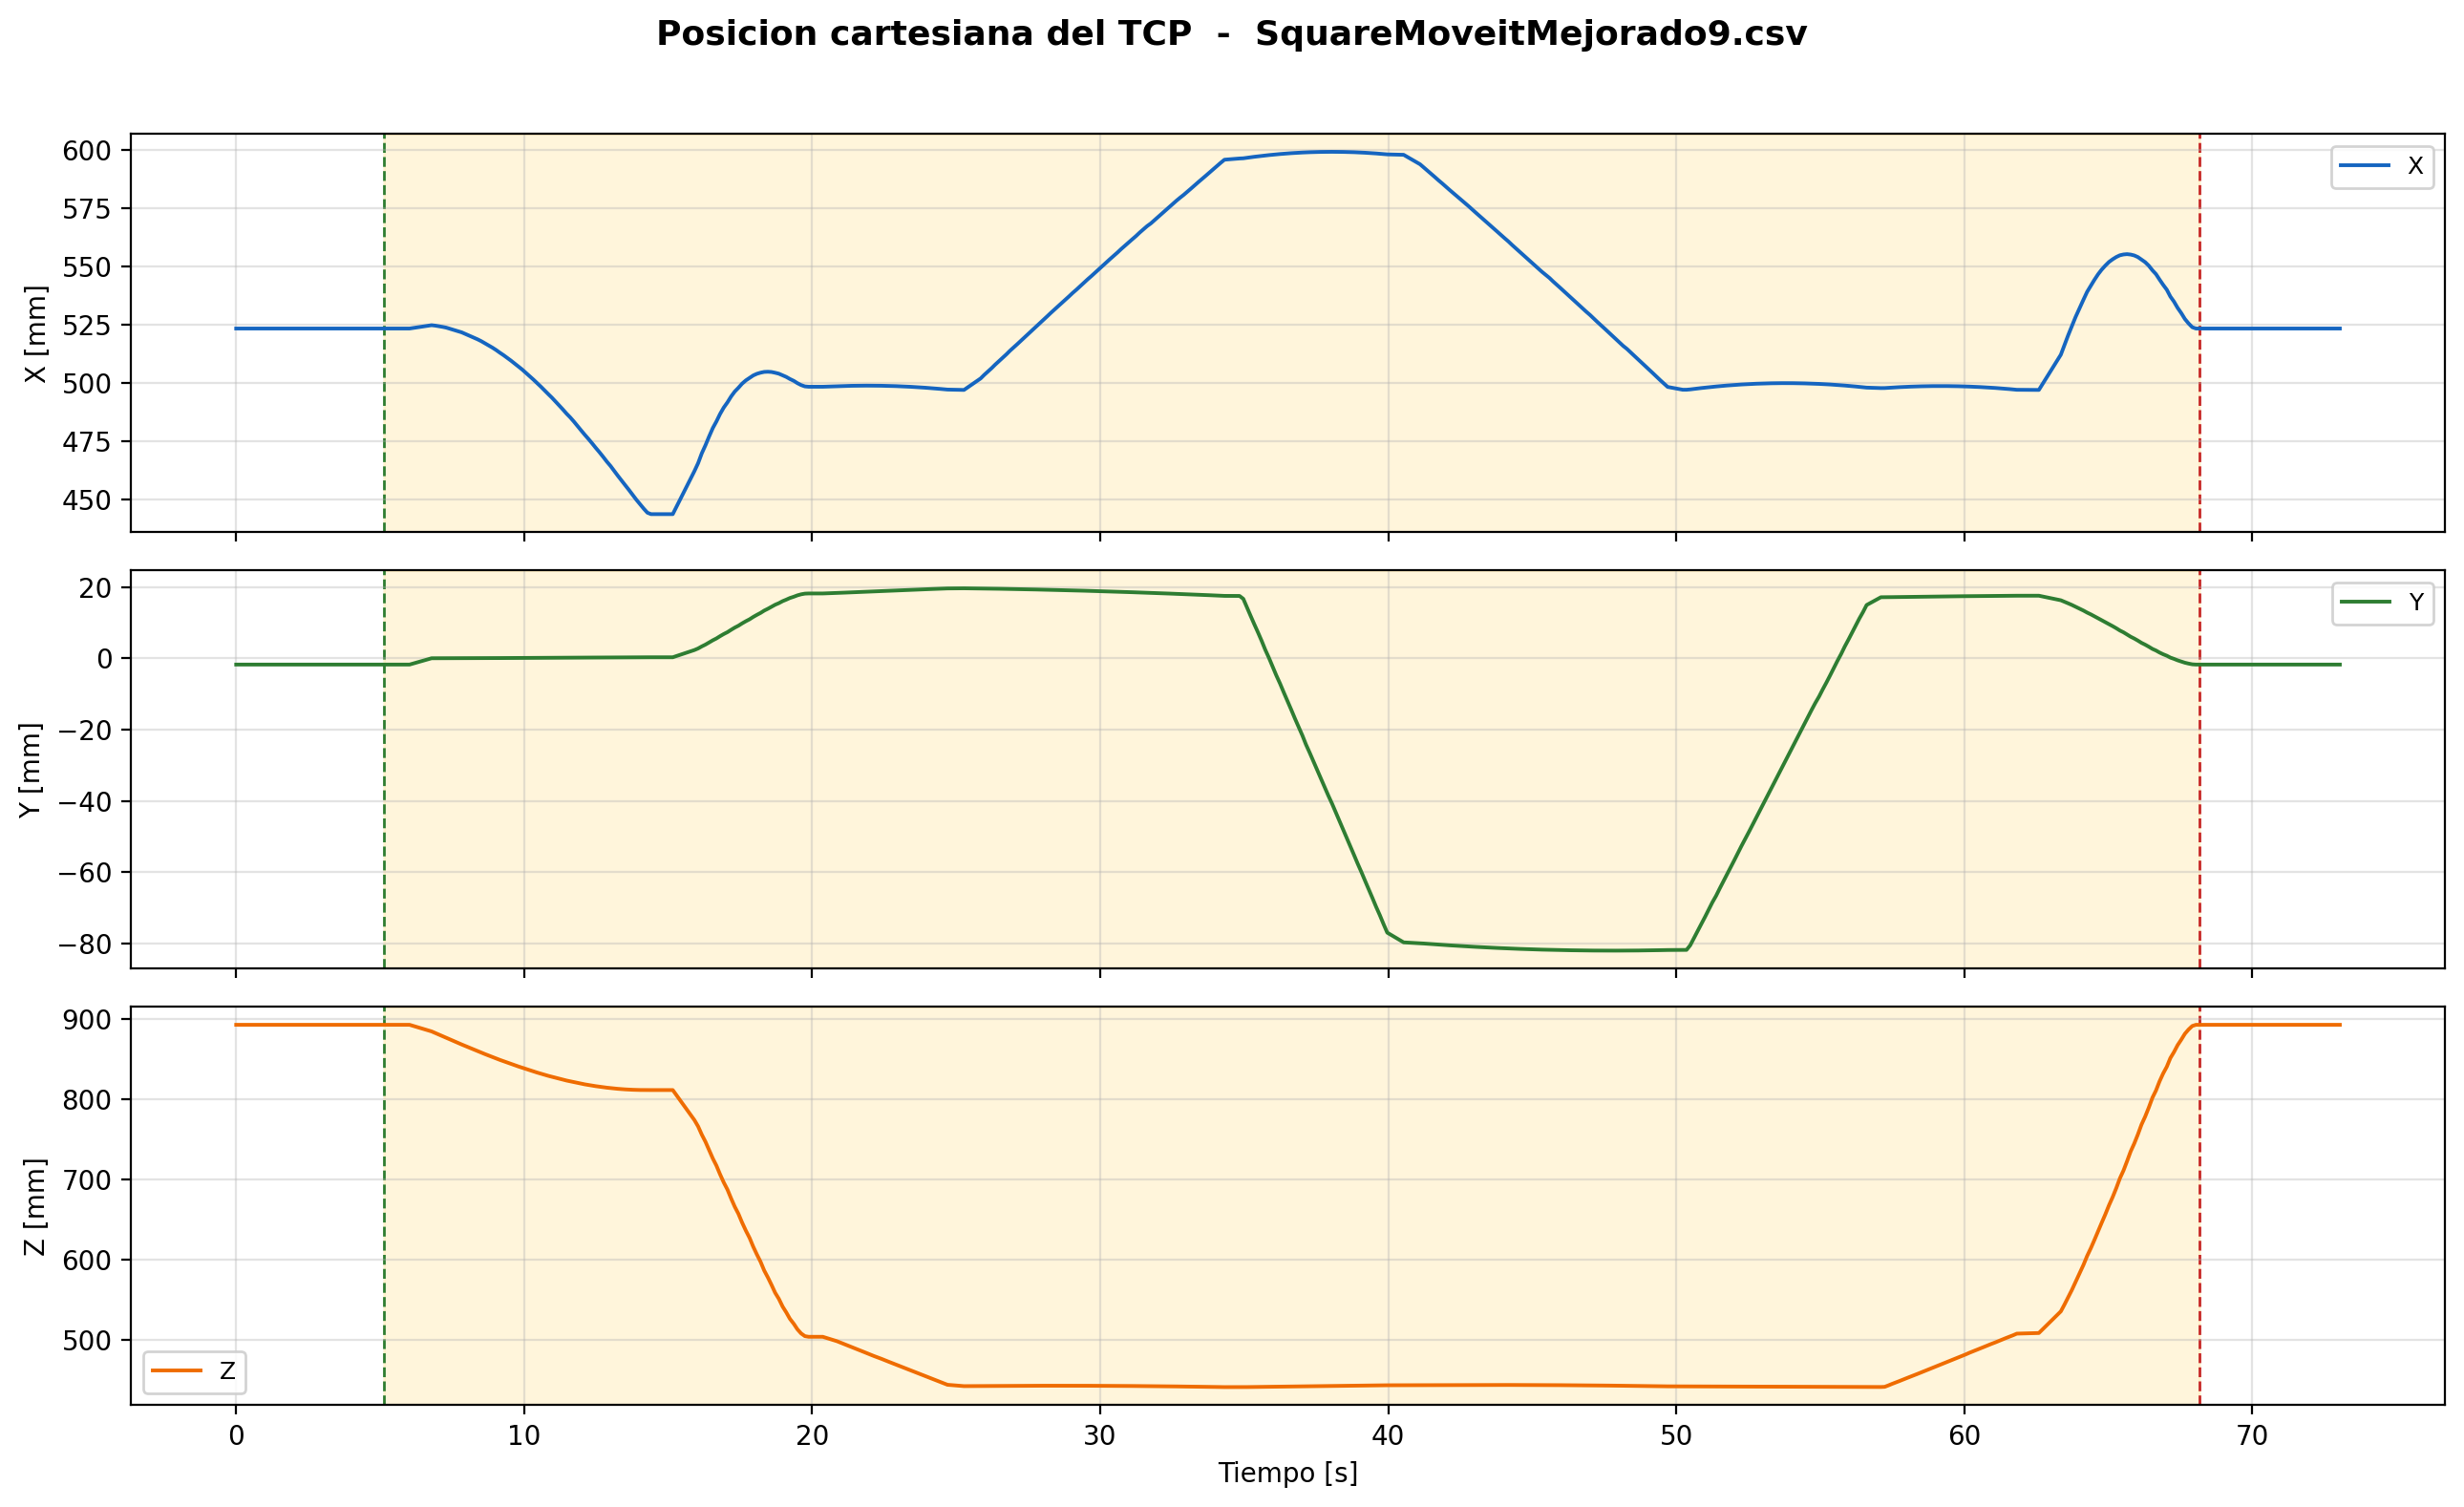 Posicion cartesiana del TCP - SquareMoveitMejorado9.csv
600
575
550
525
500
475
450
X [mm]
X
20
0
−20
−40
−60
−80
Y [mm]
Y
900
800
700
600
500
Z [mm]
Z
0 10 20 30 40 50 60 70
Tiempo [s]